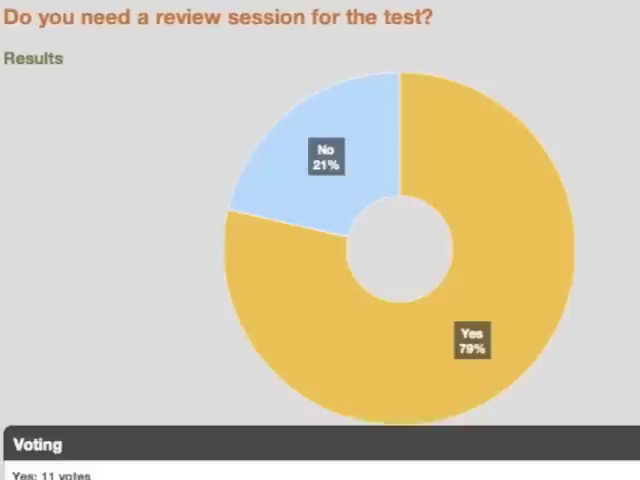 Do you need a review session for the test?
Results
No
21%
Yes
79%
Voting
Yes: 11 votes